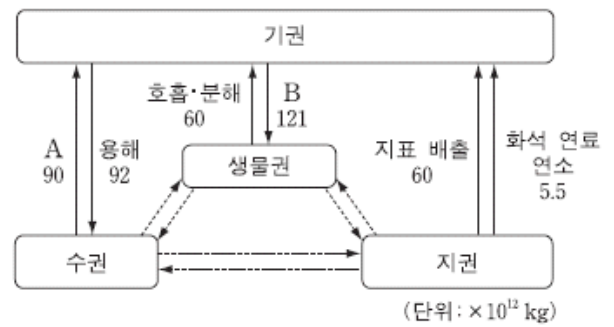 기권
호흡·분해
60
B
121
A
90
용해
92
지표 배출
60
화석 연료
연소
5.5
생물권
수권
지권
(단위: ×10¹² kg)